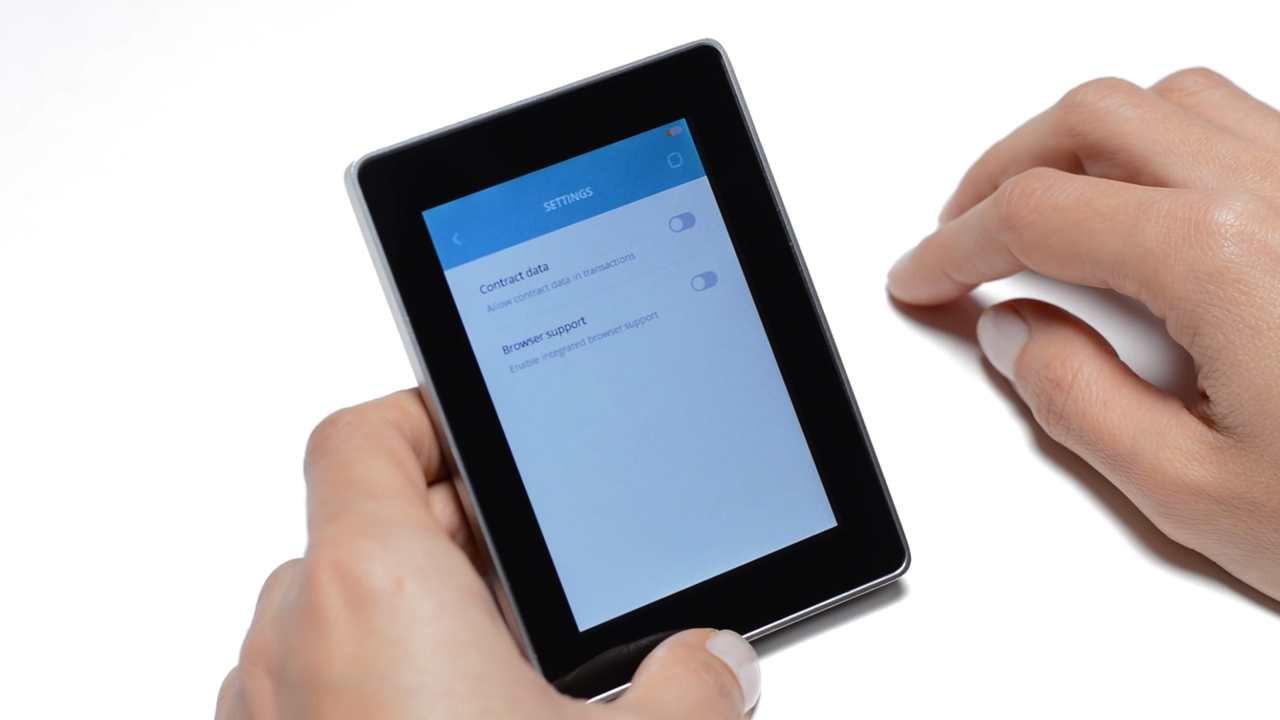 SETTINGS
Contract data
Allow contract data in transactions
Browser support
Enable integrated browser support